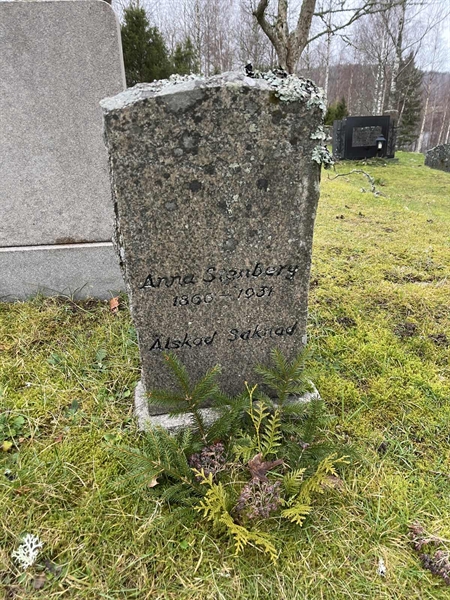 Anna Stenberg
1860 - 1931
Älskad Saknad